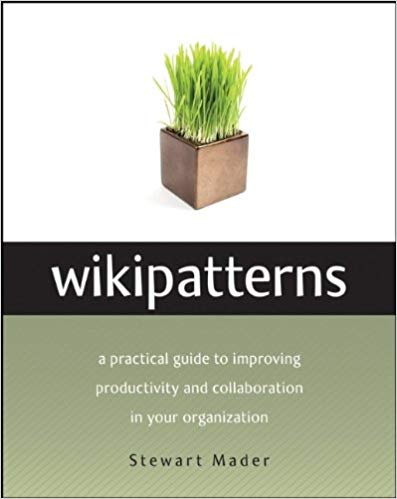 wikipatterns
a practical guide to improving
productivity and collaboration
in your organization
Stewart Mader